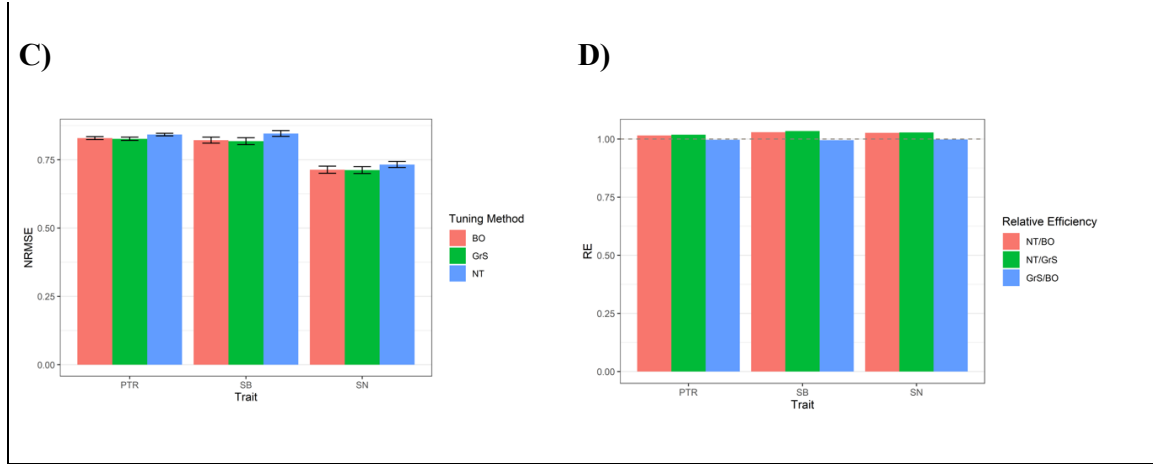 C)
NRMSE
0.75
0.50
0.25
0.00
PTR
SB
SN
Trait
Tuning Method
BO
GrS
NT
D)
RE
1.00
0.75
0.50
0.25
0.00
PTR
SB
SN
Trait
Relative Efficiency
NT/BO
NT/GrS
GrS/BO